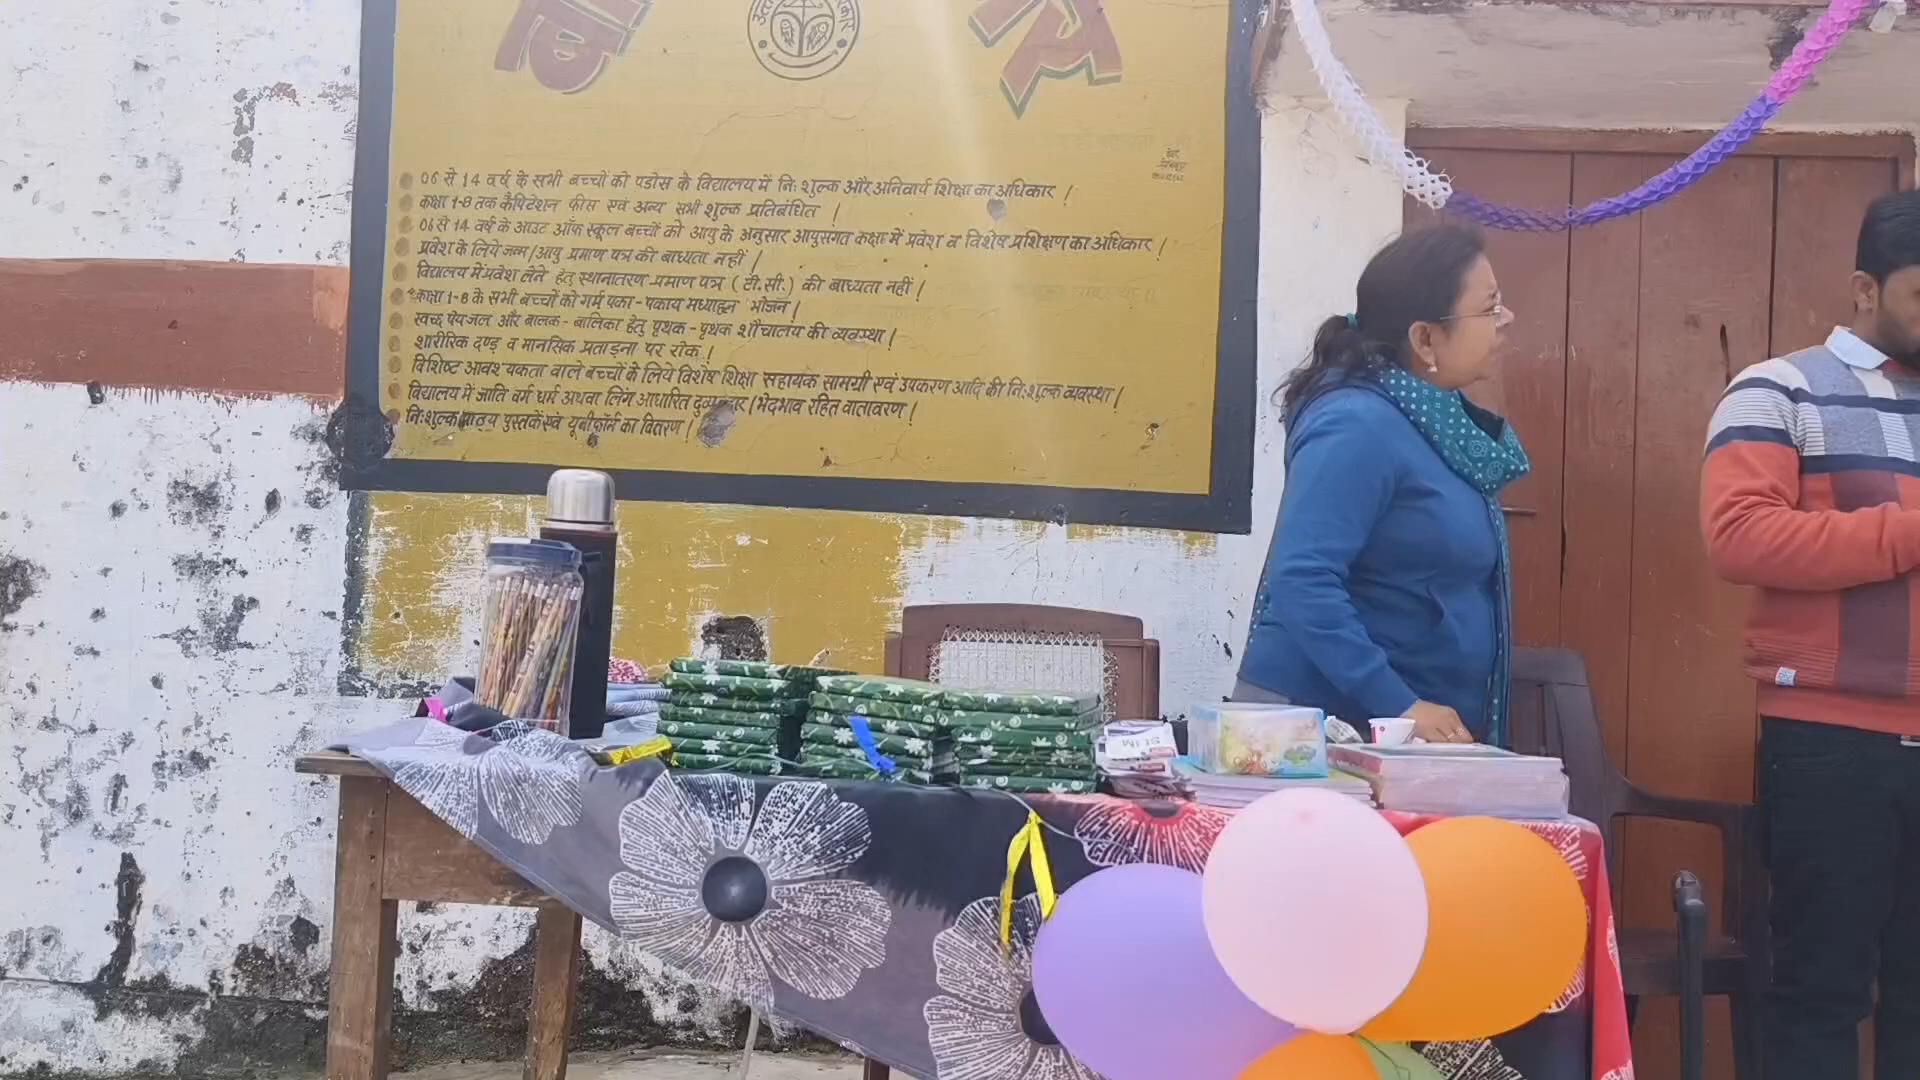 06 से 14 वर्ष के सभी बच्चों को पडोस के विद्यालय में निः शुल्क और अनिवार्य शिक्षा का अधिकार !
कक्षा 1-8 तक कैपिटेशन फीस एवं अन्य सभी शुल्क प्रतिबंधित !
06 से 14 वर्ष के आउट ऑफ स्कूल बच्चों को आयु के अनुसार आयुसंगत कक्षा में प्रवेश व विशेष प्रशिक्षण का अधिकार !
प्रवेश के लिये जन्म/आयु प्रमाण पत्र की बाध्यता नहीं !
विद्यालय में प्रवेश लेने हेतु स्थानातरण-प्रमाण पत्र (टी.सी.) की बाध्यता नहीं !
कक्षा 1-8 के सभी बच्चों को गर्म पका-पकाय मध्याह्न भोजन !
स्वच्छ पेयजल और बालक-बालिका हेतु पृथक-पृथक शौचालय की व्यवस्था !
शारीरिक दण्ड व मानसिक प्रताड़ना पर रोक !
विशिष्ट आवश्यकता वाले बच्चों के लिये विशेष शिक्षा सहायक सामग्री एवं उपकरण आदि की निःशुल्क व्यवस्था !
विद्यालय में जाति वर्ग धर्म अथवा लिंग आधारित दुर्व्यवहार/भेदभाव रहित वातावरण !
निःशुल्क पाठ्य पुस्तकें एवं यूनीफॉर्म का वितरण !
SLIM